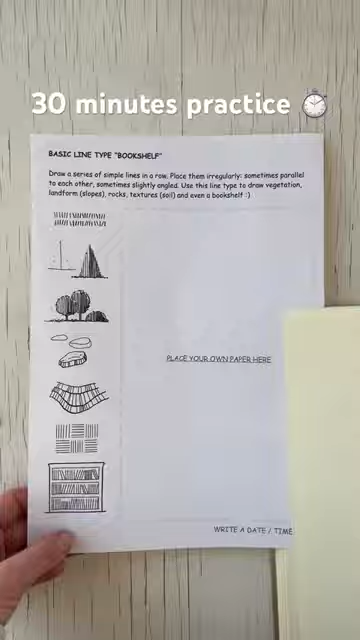 30 minutes practice ⏱
BASIC LINE TYPE "BOOKSHELF"
Draw a series of simple lines in a row. Place them irregularly: sometimes parallel
to each other, sometimes slightly angled. Use this line type to draw vegetation,
landform (slopes), rocks, textures (soil) and even a bookshelf :)
PLACE YOUR OWN PAPER HERE
WRITE A DATE / TIME